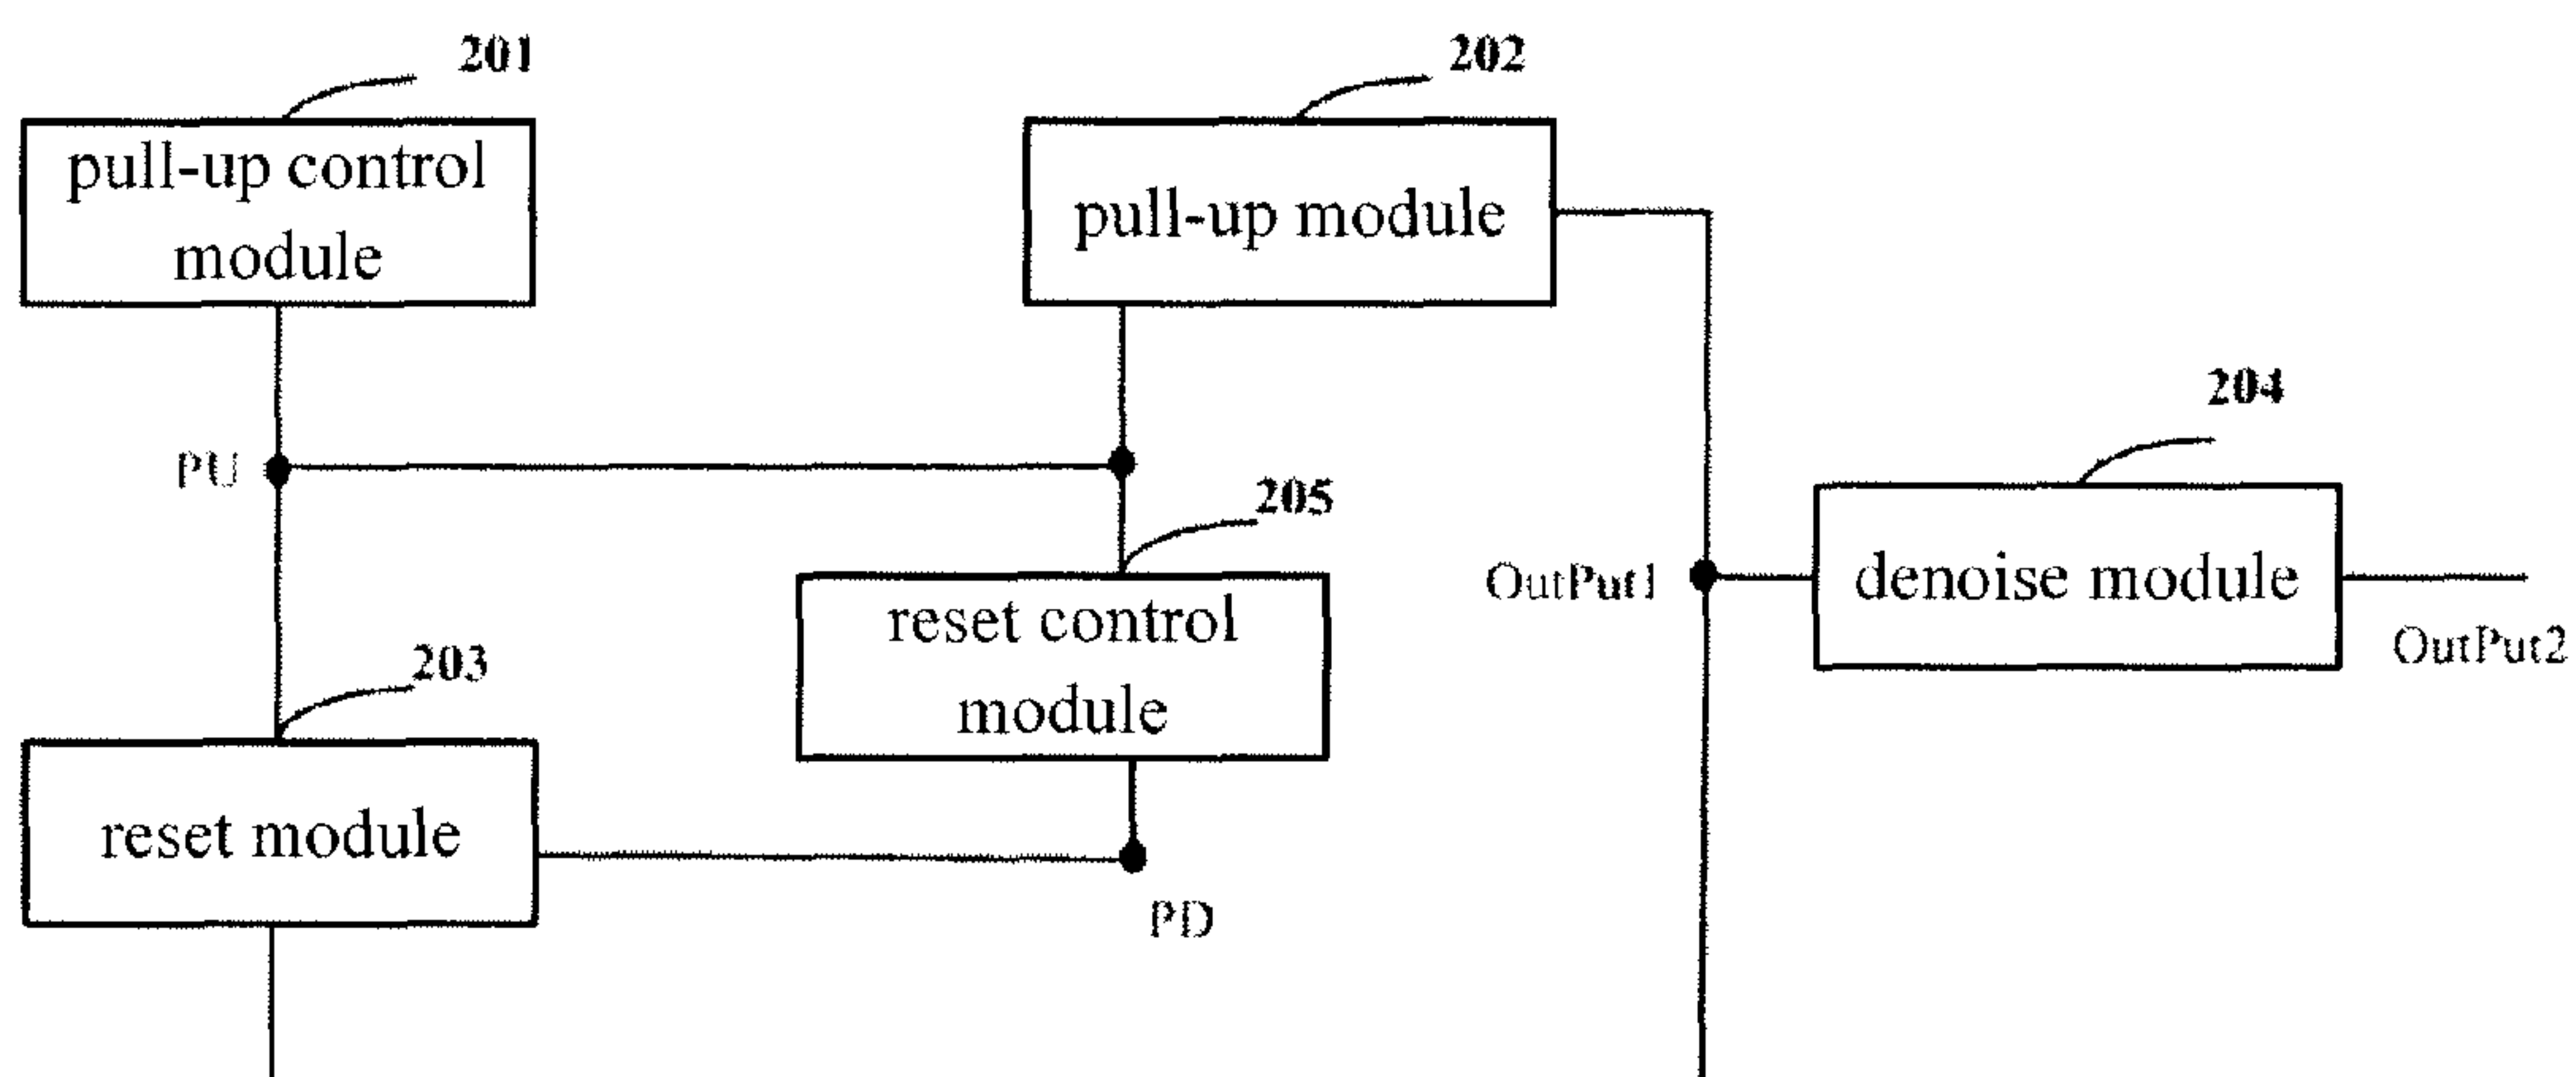 201
pull-up control
module
202
pull-up module
204
denoise module
PU
205
reset control
module
OutPut1
OutPut2
203
reset module
PD